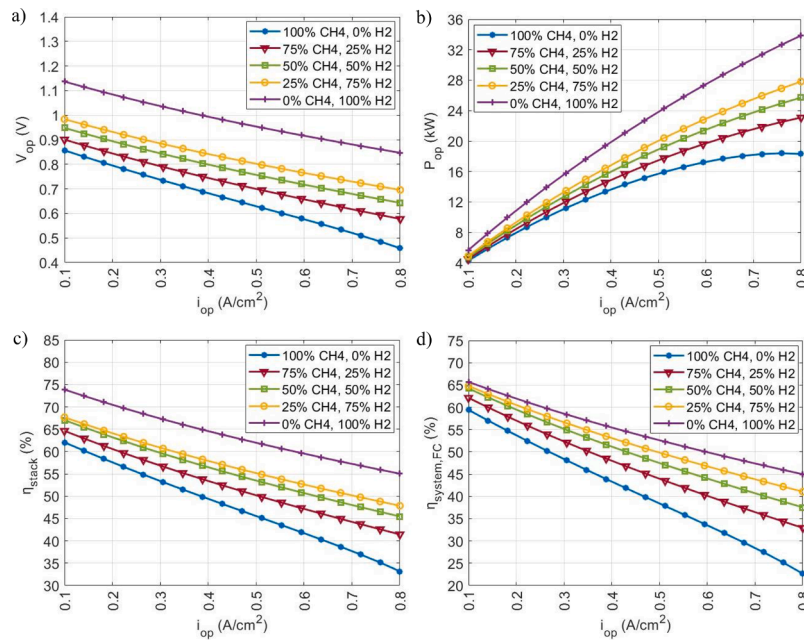 a)
1.4
1.3
1.2
1.1
1
0.9
0.8
0.7
0.6
0.5
0.4
V_op (V)
100% CH4, 0% H2
75% CH4, 25% H2
50% CH4, 50% H2
25% CH4, 75% H2
0% CH4, 100% H2
0.1 0.2 0.3 0.4 0.5 0.6 0.7 0.8
i_op (A/cm²)
b)
36
32
28
24
20
16
12
8
4
P_op (kW)
100% CH4, 0% H2
75% CH4, 25% H2
50% CH4, 50% H2
25% CH4, 75% H2
0% CH4, 100% H2
0.1 0.2 0.3 0.4 0.5 0.6 0.7 0.8
i_op (A/cm²)
c)
85
80
75
70
65
60
55
50
45
40
35
30
η_stack (%)
100% CH4, 0% H2
75% CH4, 25% H2
50% CH4, 50% H2
25% CH4, 75% H2
0% CH4, 100% H2
0.1 0.2 0.3 0.4 0.5 0.6 0.7 0.8
i_op (A/cm²)
d)
75
70
65
60
55
50
45
40
35
30
25
20
η_system,FC (%)
100% CH4, 0% H2
75% CH4, 25% H2
50% CH4, 50% H2
25% CH4, 75% H2
0% CH4, 100% H2
0.1 0.2 0.3 0.4 0.5 0.6 0.7 0.8
i_op (A/cm²)